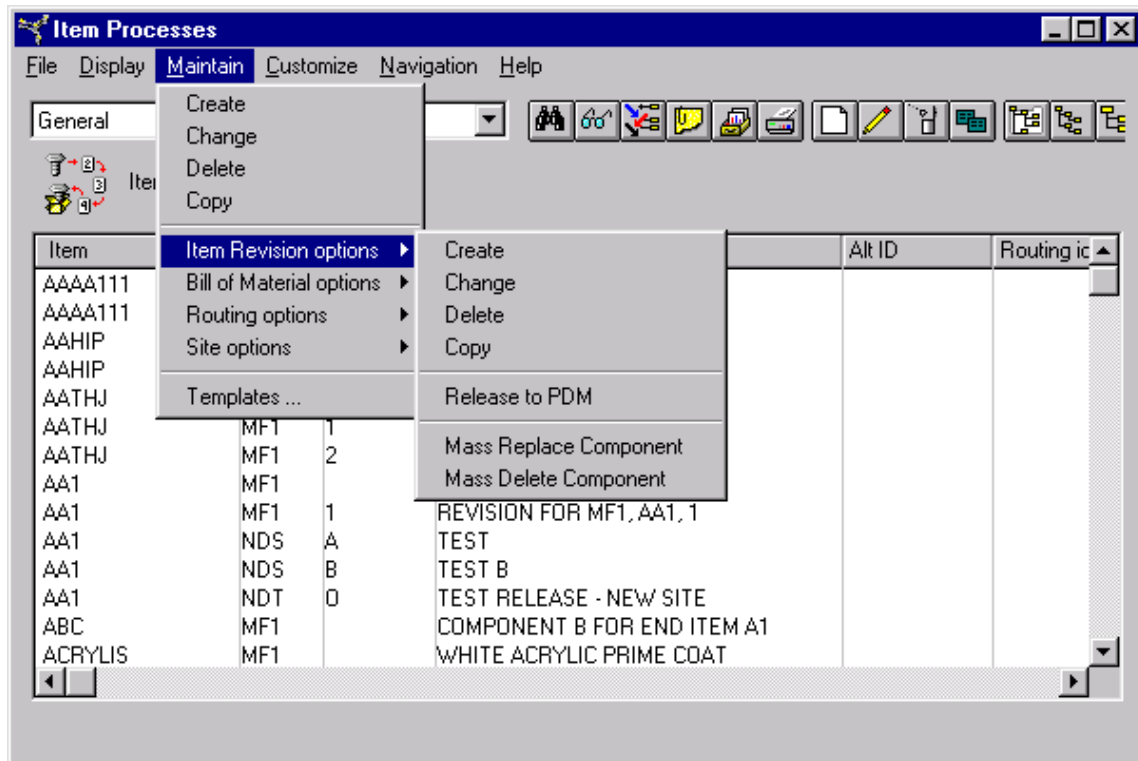 Item Processes
File Display Maintain Customize Navigation Help
General
Create
Change
Delete
Copy
Item Revision options
Bill of Material options
Routing options
Site options
Templates ...
Create
Change
Delete
Copy
Release to PDM
Mass Replace Component
Mass Delete Component
Item Alt ID Routing
AAAA111
AAAA111
AAHIP
AAHIP
AATHJ
AATHJ MF1 1
AATHJ MF1 2
AA1 MF1
AA1 MF1 1 REVISION FOR MF1, AA1, 1
AA1 NDS A TEST
AA1 NDS B TEST B
AA1 NDT 0 TEST RELEASE - NEW SITE
ABC MF1 COMPONENT B FOR END ITEM A1
ACRYLIS MF1 WHITE ACRYLIC PRIME COAT